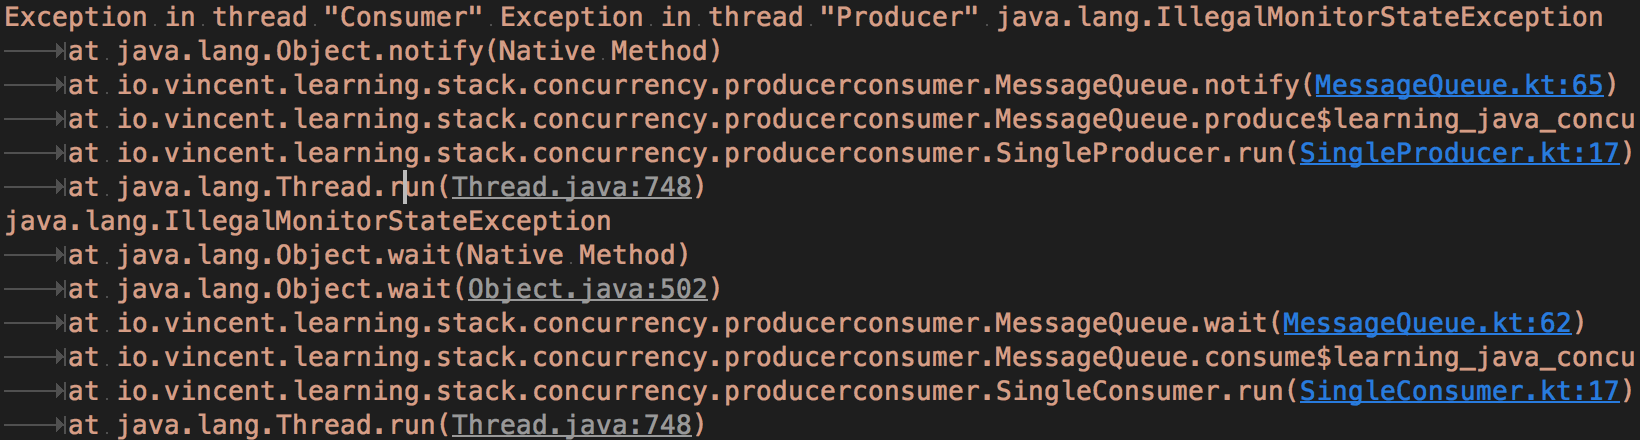 Exception in thread "Consumer" Exception in thread "Producer" java.lang.IllegalMonitorStateException
at java.lang.Object.notify(Native Method)
at io.vincent.learning.stack.concurrency.producerconsumer.MessageQueue.notify(MessageQueue.kt:65)
at io.vincent.learning.stack.concurrency.producerconsumer.MessageQueue.produce$learning_java_concu
at io.vincent.learning.stack.concurrency.producerconsumer.SingleProducer.run(SingleProducer.kt:17)
at java.lang.Thread.run(Thread.java:748)
java.lang.IllegalMonitorStateException
at java.lang.Object.wait(Native Method)
at java.lang.Object.wait(Object.java:502)
at io.vincent.learning.stack.concurrency.producerconsumer.MessageQueue.wait(MessageQueue.kt:62)
at io.vincent.learning.stack.concurrency.producerconsumer.MessageQueue.consume$learning_java_concu
at io.vincent.learning.stack.concurrency.producerconsumer.SingleConsumer.run(SingleConsumer.kt:17)
at java.lang.Thread.run(Thread.java:748)